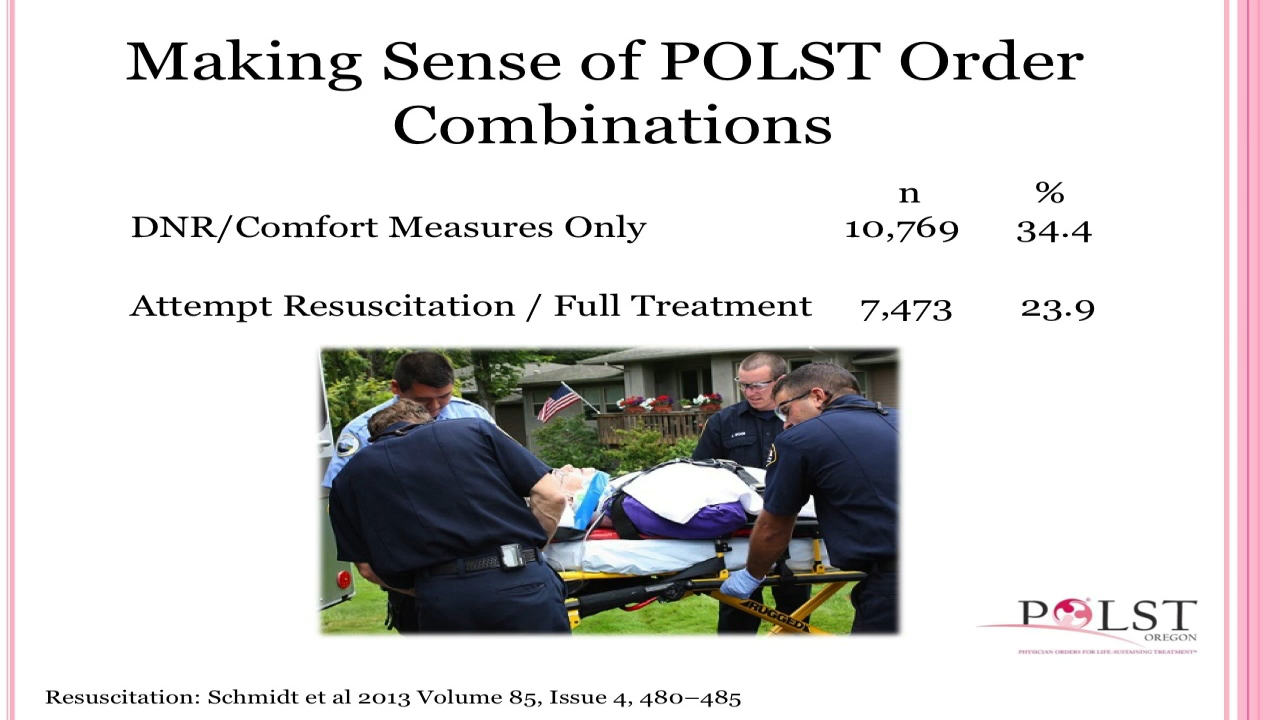 Making Sense of POLST Order
Combinations
n %
DNR/Comfort Measures Only 10,769 34.4
Attempt Resuscitation / Full Treatment 7,473 23.9
RUGGED
POLST
OREGON
PHYSICIAN ORDERS FOR LIFE-SUSTAINING TREATMENT™
Resuscitation: Schmidt et al 2013 Volume 85, Issue 4, 480–485